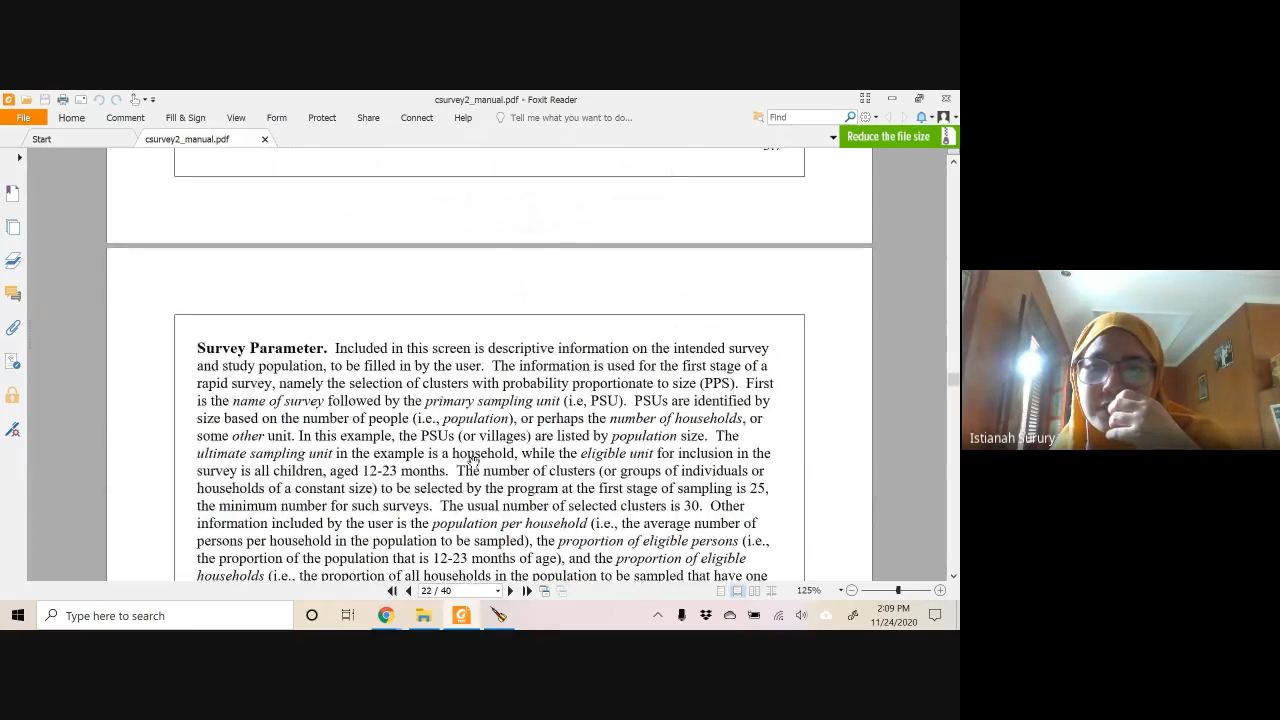 csurvey2_manual.pdf - Foxit Reader
File Home Comment Fill & Sign View Form Protect Share Connect Help Tell me what you want to do... Find
Start csurvey2_manual.pdf Reduce the file size
Survey Parameter. Included in this screen is descriptive information on the intended survey
and study population, to be filled in by the user. The information is used for the first stage of a
rapid survey, namely the selection of clusters with probability proportionate to size (PPS). First
is the name of survey followed by the primary sampling unit (i.e, PSU). PSUs are identified by
size based on the number of people (i.e., population), or perhaps the number of households, or
some other unit. In this example, the PSUs (or villages) are listed by population size. The
ultimate sampling unit in the example is a household, while the eligible unit for inclusion in the
survey is all children, aged 12-23 months. The number of clusters (or groups of individuals or
households of a constant size) to be selected by the program at the first stage of sampling is 25,
the minimum number for such surveys. The usual number of selected clusters is 30. Other
information included by the user is the population per household (i.e., the average number of
persons per household in the population to be sampled), the proportion of eligible persons (i.e.,
the proportion of the population that is 12-23 months of age), and the proportion of eligible
households (i.e., the proportion of all households in the population to be sampled that have one
22 / 40 125%
Type here to search
2:09 PM
11/24/2020
Istianah Surury